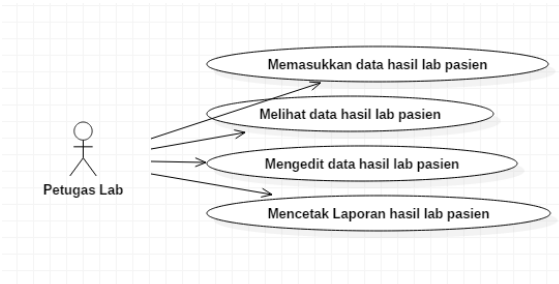 Memasukkan data hasil lab pasien
Melihat data hasil lab pasien
Mengedit data hasil lab pasien
Petugas Lab
Mencetak Laporan hasil lab pasien